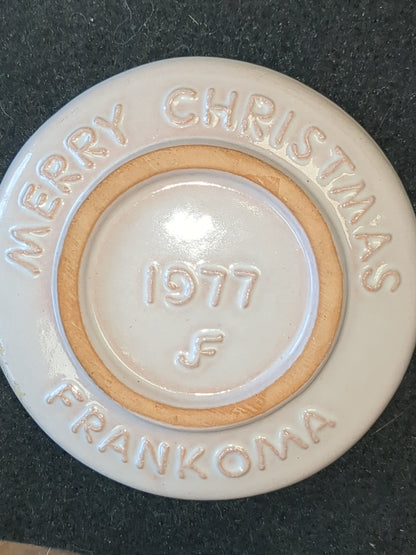 MERRY CHRISTMAS
1977
JF
FRANKOMA